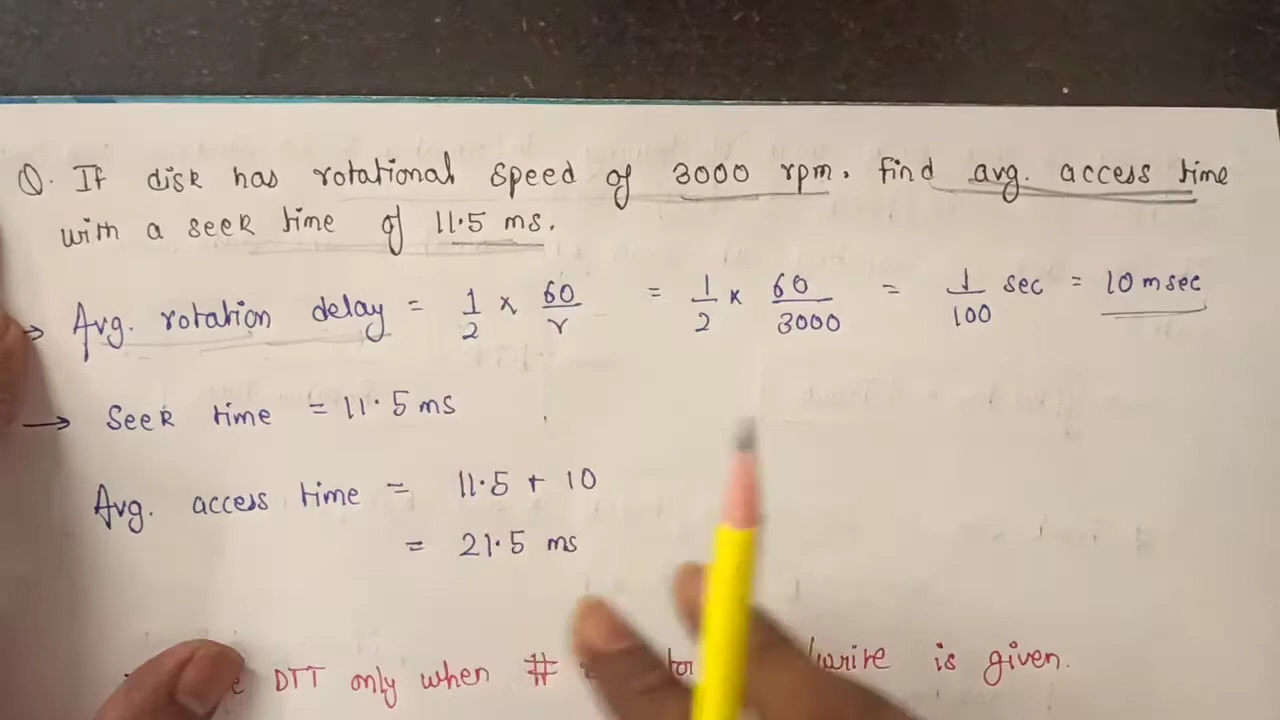 Q. If disk has rotational speed of 3000 rpm. Find avg. access time
with a seek time of 11.5 ms.
→ Avg. rotation delay = 1/2 × 60/r = 1/2 × 60/3000 = 1/100 sec = 10 msec
→ Seek time = 11.5 ms
Avg. access time = 11.5 + 10
= 21.5 ms
DTT only when # is given.